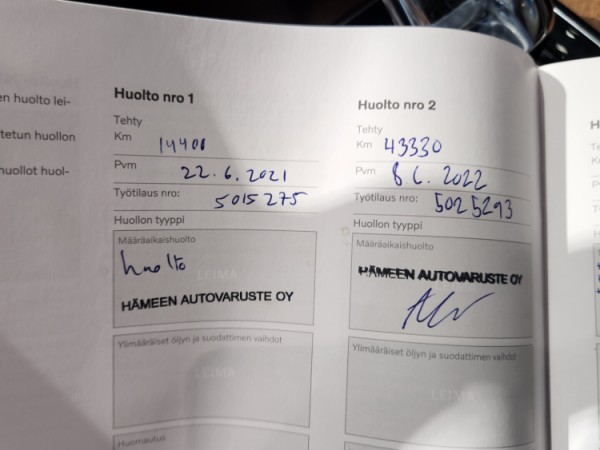 en huolto lei-
tetun huollon
huollot huol-
Huolto nro 1
Tehty
Km 14401
Pvm 22.6.2021
Työtilaus nro: 5015275
Huollon tyyppi
Määräaikaishuolto
huolto
LEIMA
HÄMEEN AUTOVARUSTE OY
Ylimääräiset öljyn ja suodattimen vaihdot
LEIMA
Huomautus
Huolto nro 2
Tehty
Km 43330
Pvm 8.6.2022
Työtilaus nro: 5025293
Huollon tyyppi
Määräaikaishuolto
HÄMEEN AUTOVARUSTE OY
Ylimääräiset öljyn ja suodattimen vaihdot
LEIMA